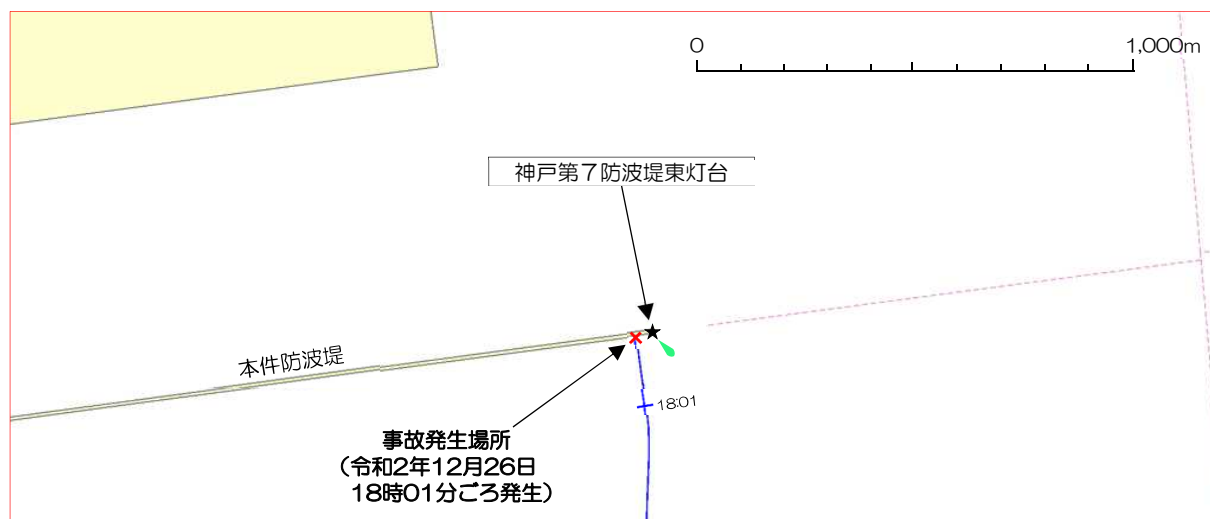 0 1,000m
神戸第7防波堤東灯台
本件防波堤
18:01
事故発生場所
(令和2年12月26日
18時01分ごろ発生)